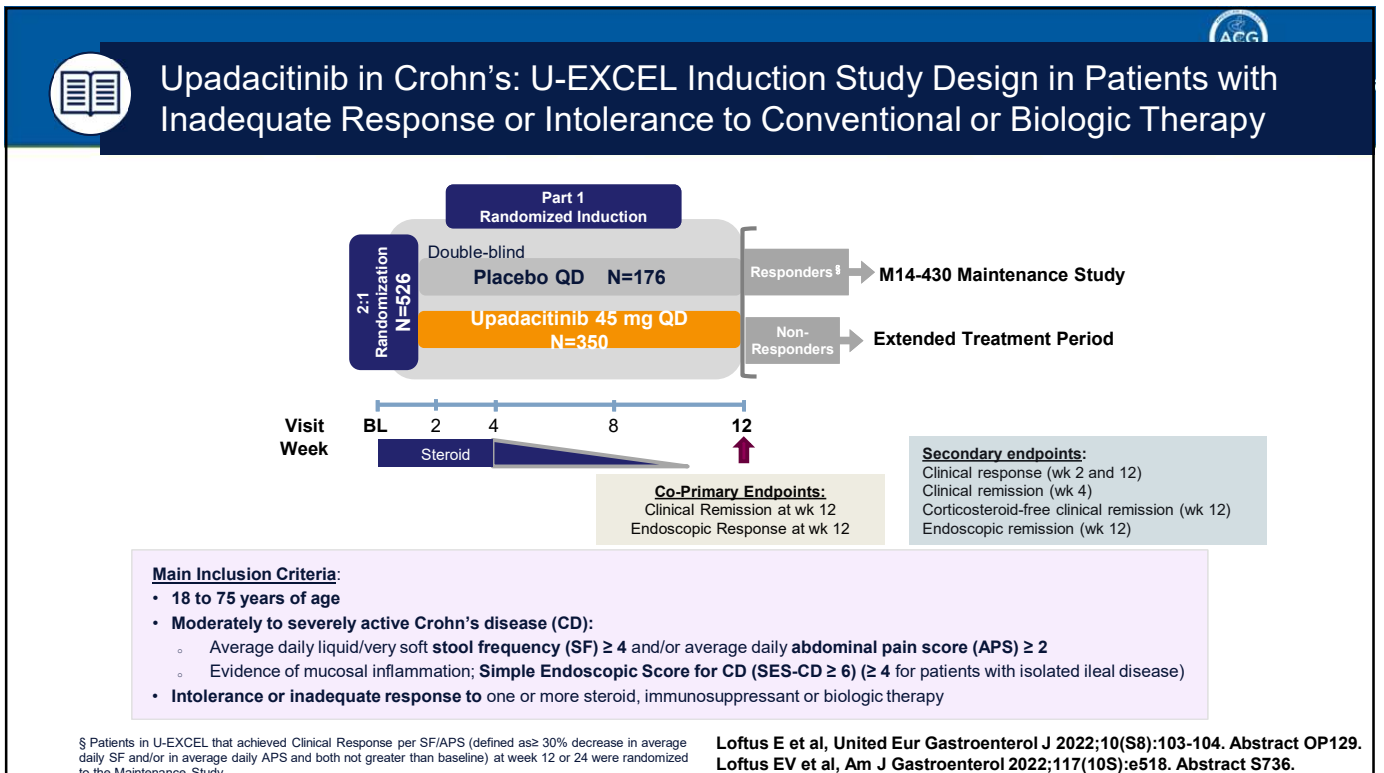 ACG
Upadacitinib in Crohn's: U-EXCEL Induction Study Design in Patients with
Inadequate Response or Intolerance to Conventional or Biologic Therapy
Part 1
Randomized Induction
2:1
Randomization
N=526
Double-blind
Placebo QD N=176
Upadacitinib 45 mg QD
N=350
Responders §
M14-430 Maintenance Study
Non-
Responders
Extended Treatment Period
Visit
Week
BL 2 4 8 12
Steroid
Co-Primary Endpoints:
Clinical Remission at wk 12
Endoscopic Response at wk 12
Secondary endpoints:
Clinical response (wk 2 and 12)
Clinical remission (wk 4)
Corticosteroid-free clinical remission (wk 12)
Endoscopic remission (wk 12)
Main Inclusion Criteria:
• 18 to 75 years of age
• Moderately to severely active Crohn's disease (CD):
○ Average daily liquid/very soft stool frequency (SF) ≥ 4 and/or average daily abdominal pain score (APS) ≥ 2
○ Evidence of mucosal inflammation; Simple Endoscopic Score for CD (SES-CD ≥ 6) (≥ 4 for patients with isolated ileal disease)
• Intolerance or inadequate response to one or more steroid, immunosuppressant or biologic therapy
§ Patients in U-EXCEL that achieved Clinical Response per SF/APS (defined as≥ 30% decrease in average
daily SF and/or in average daily APS and both not greater than baseline) at week 12 or 24 were randomized
to the Maintenance Study
Loftus E et al, United Eur Gastroenterol J 2022;10(S8):103-104. Abstract OP129.
Loftus EV et al, Am J Gastroenterol 2022;117(10S):e518. Abstract S736.